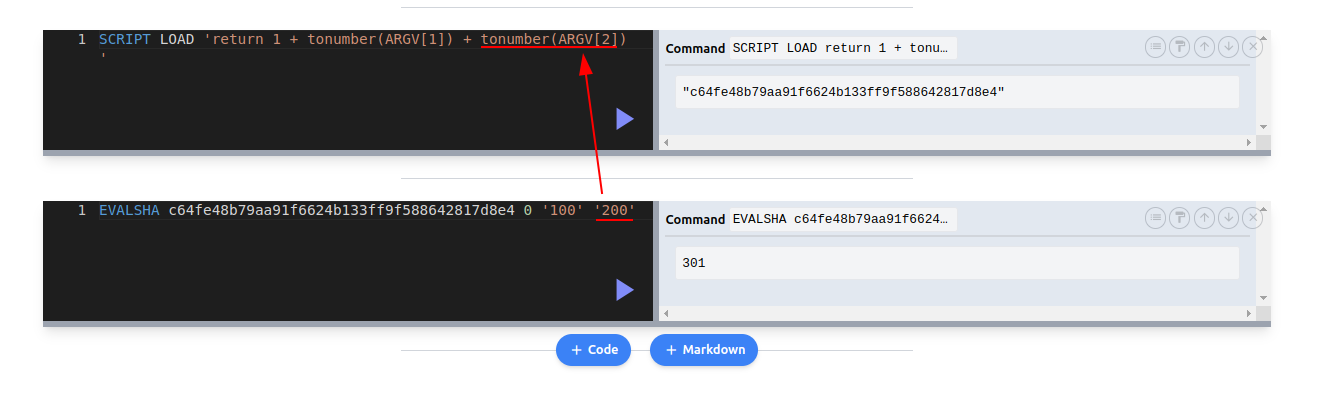 1 SCRIPT LOAD 'return 1 + tonumber(ARGV[1]) + tonumber(ARGV[2])
'
Command SCRIPT LOAD return 1 + tonu…
"c64fe48b79aa91f6624b133ff9f588642817d8e4"
1 EVALSHA c64fe48b79aa91f6624b133ff9f588642817d8e4 0 '100' '200'
Command EVALSHA c64fe48b79aa91f6624…
301
+ Code
+ Markdown